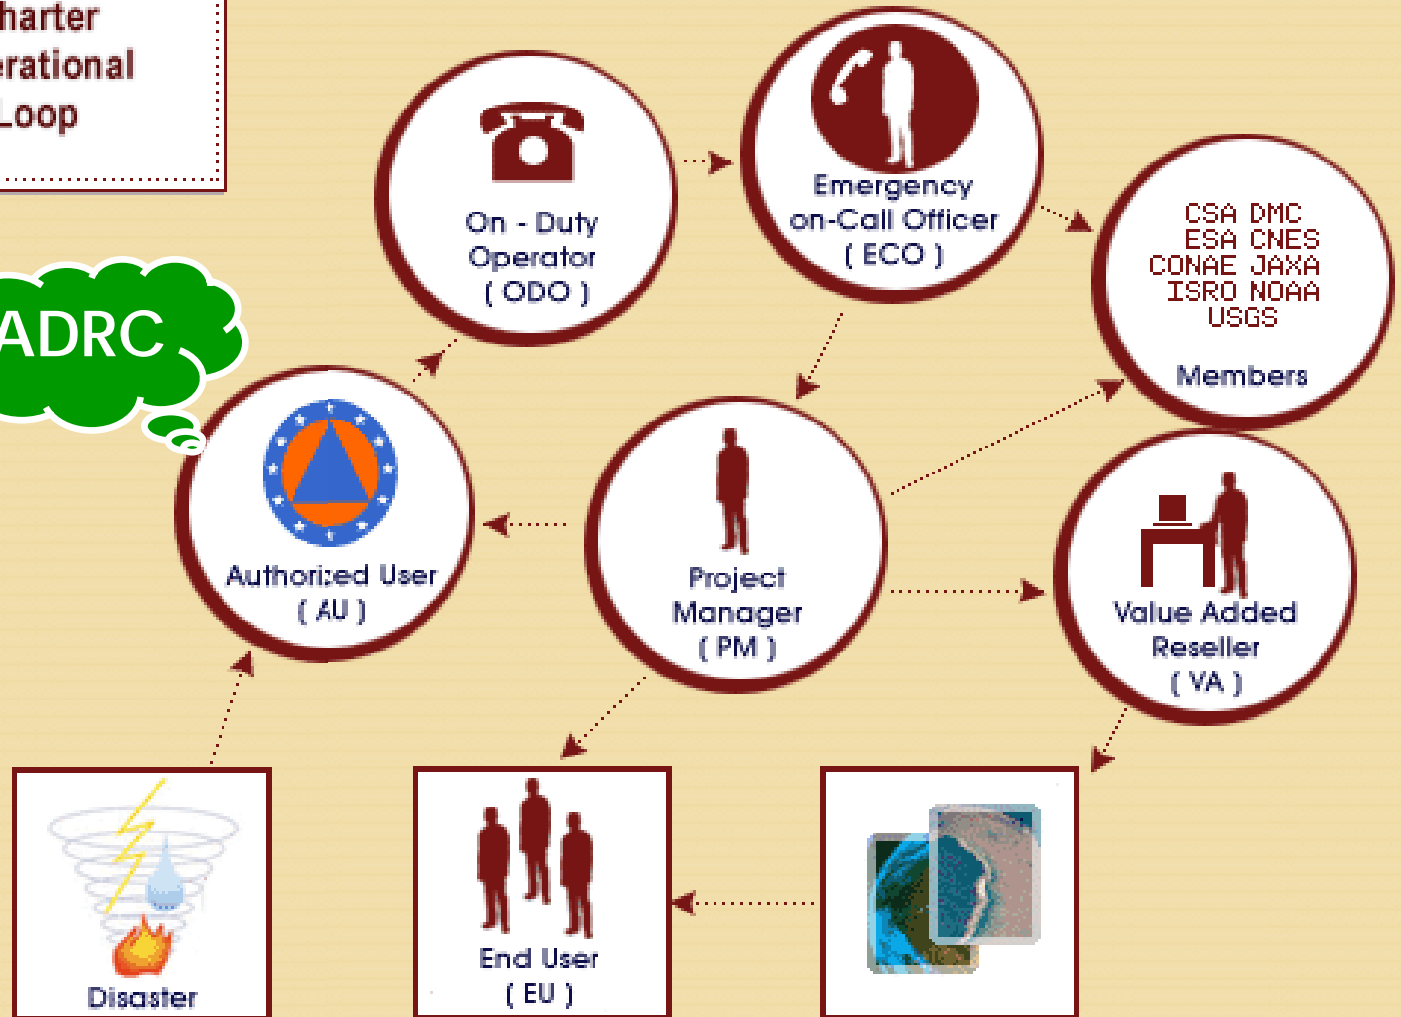 harter
erational
Loop
ADRC
On - Duty
Operator
( ODO )
Emergency
on-Call Officer
( ECO )
CSA DMC
ESA CNES
CONAE JAXA
ISRO NOAA
USGS
Members
Authorized User
( AU )
Project
Manager
( PM )
Value Added
Reseller
( VA )
Disaster
End User
( EU )